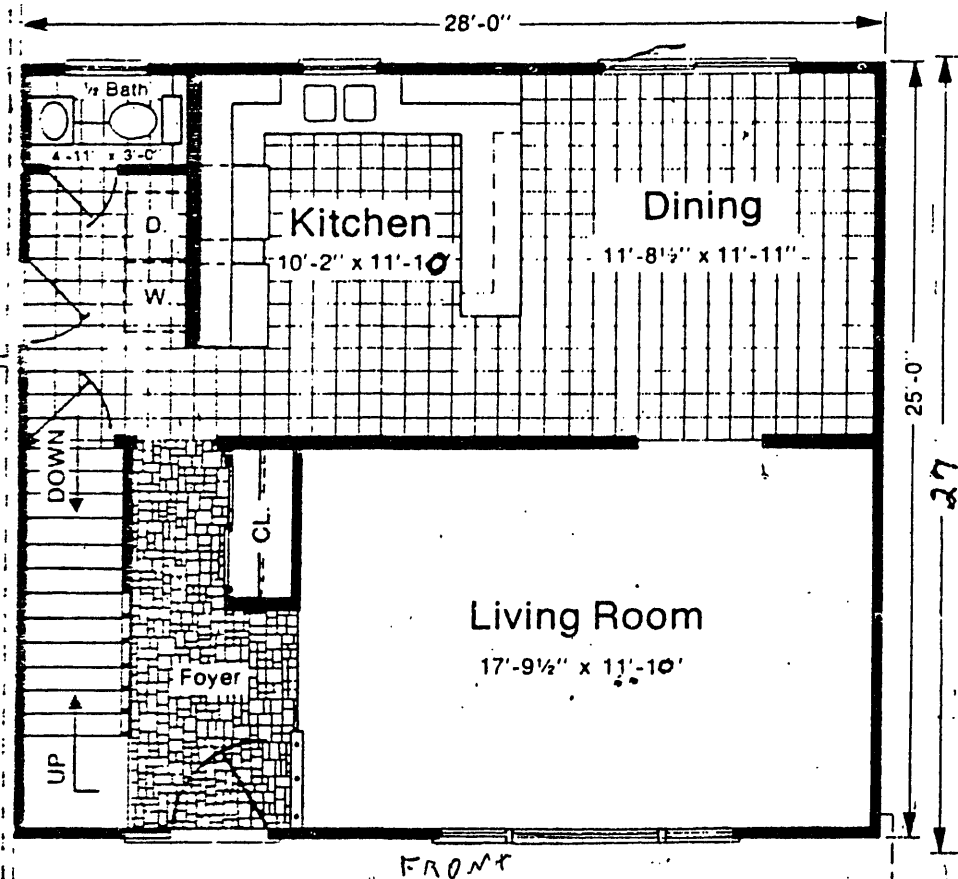 28'-0"
½ Bath
4'-11" x 3'-0"
D.
W.
Kitchen
10'-2" x 11'-10
Dining
11'-8½" x 11'-11"
25'-0"
27
DOWN
CL.
Living Room
17'-9½" x 11'-10'
Foyer
UP
FRONT